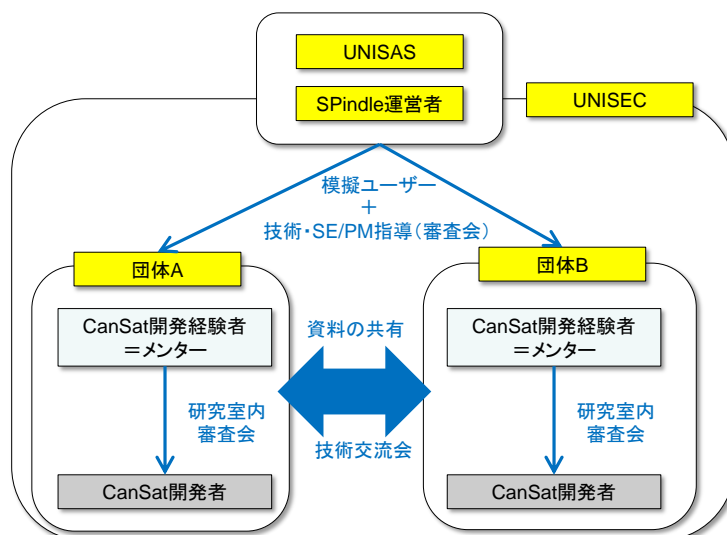 UNISAS
SPindle運営者
UNISEC
模擬ユーザー
＋
技術・SE/PM指導（審査会）
団体A
団体B
CanSat開発経験者
＝メンター
資料の共有
CanSat開発経験者
＝メンター
研究室内
審査会
技術交流会
研究室内
審査会
CanSat開発者
CanSat開発者